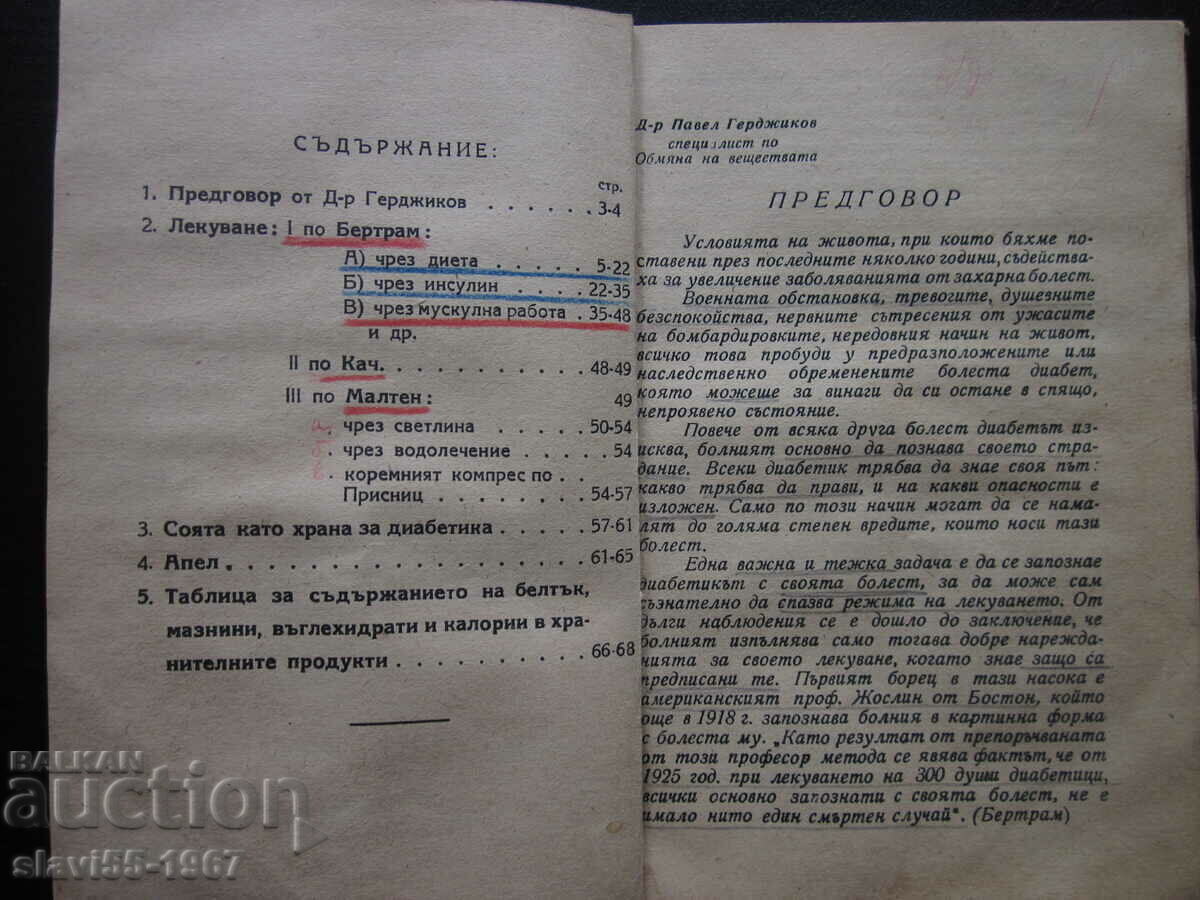 СЪДЪРЖАНИЕ:
стр.
1. Предговор от Д-р Герджиков . . . . . . 3-4
2. Лекуване: I по Бертрам:
А) чрез диета . . . . . 5-22
Б) чрез инсулин . . . . 22-35
В) чрез мускулна работа . 35-48
и др.
II по Кач. . . . . . . . . . . 48-49
III по Малтен: 49
чрез светлина . . . . . 50-54
чрез водолечение . . . . 54
коремният компрес по . .
Присниц . . . . . . . 54-57
3. Соята като храна за диабетика . . . . . 57-61
4. Апел . . . . . . . . . . . . . . . . . 61-65
5. Таблица за съдържанието на белтък,
мазнини, въглехидрати и калории в хра-
нителните продукти . . . . . . . . . . 66-68
Д-р Павел Герджиков
специалист по
Обмяна на веществата
ПРЕДГОВОР
Условията на живота, при които бяхме по-
ставени през последните няколко години, съдейства-
ха за увеличение заболяванията от захарна болест.
Военната обстановка, тревогите, душевните
безспокойства, нервните сътресения от ужасите
на бомбардировките, нередовния начин на живот,
всичко това пробуди у предразположените или
наследствено обременените болеста диабет,
която можеше за винаги да си остане в спящо,
непроявено състояние.
Повече от всяка друга болест диабетът из-
исква, болният основно да познава своето стра-
дание. Всеки диабетик трябва да знае своя път:
какво трябва да прави, и на какви опасности е
изложен. Само по този начин могат да се нама-
лят до голяма степен вредите, които носи тази
болест.
Една важна и тежка задача е да се запознае
диабетикът с своята болест, за да може сам
съзнателно да спазва режима на лекуването. От
дълги наблюдения се е дошло до заключение, че
болният изпълнява само тогава добре нарежда-
нията за своето лекуване, когато знае защо са
предписани те. Първият борец в тази насока е
американският проф. Жослин от Бостон, който
още в 1918 г. запознава болния в картинна форма
с болеста му. „Като резултат от препоръчваната
от този професор метода се явява фактът, че от
1925 год. при лекуването на 300 души диабетици,
всички основно запознати с своята болест, не е
имало нито един смъртен случай". (Бертрам)
BALKAN
auction
slavi55-1967